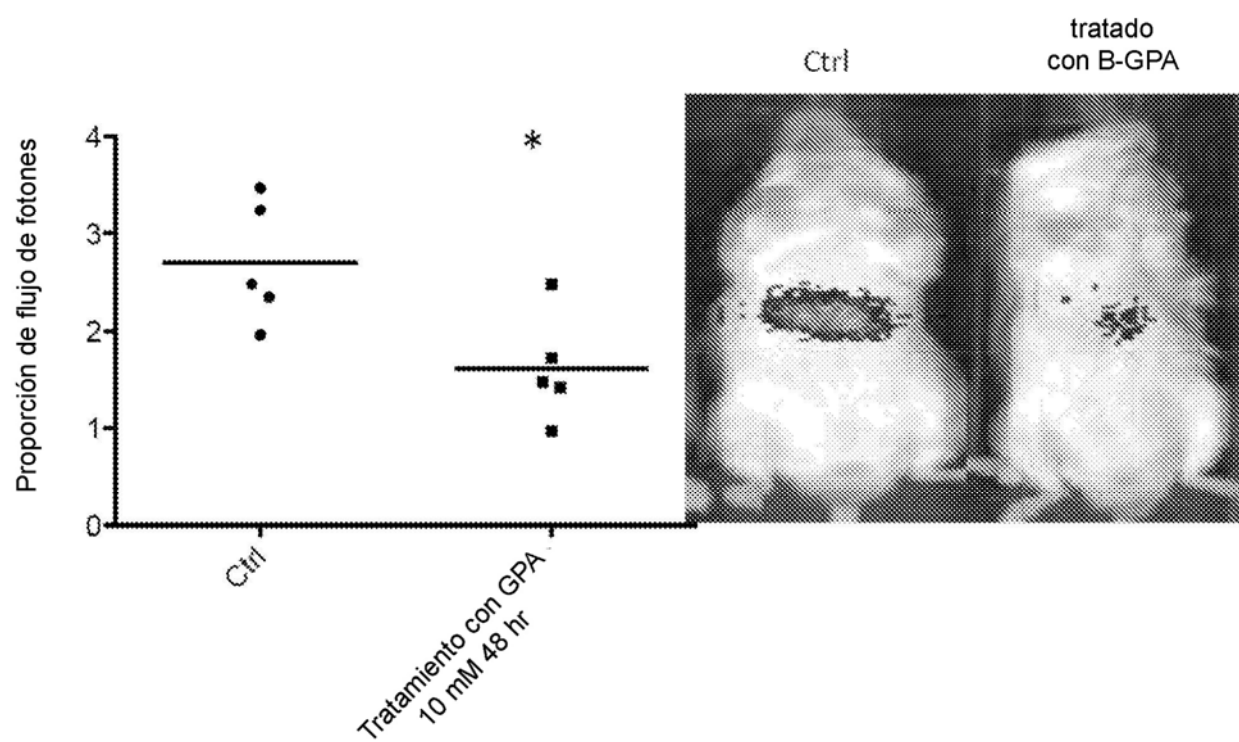 Proporción de flujo de fotones
4
3
2
1
0
*
Ctrl
Tratamiento con GPA
10 mM 48 hr
Ctrl
tratado
con B-GPA